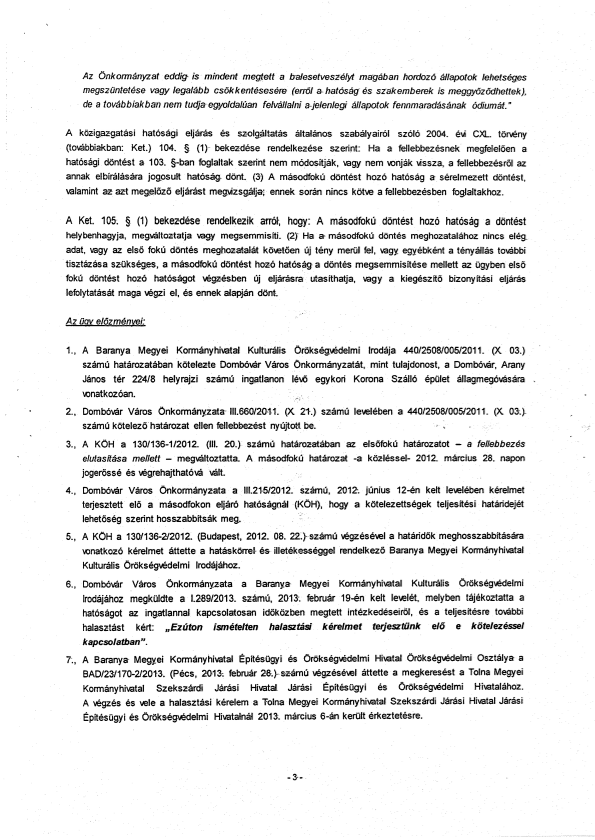 Az Önkormányzat eddig is mindent megtett a balesetveszélyt magában hordozó állapotok lehetséges
megszüntetése vagy legalább csökkentésesére (erről a hatóság és szakemberek is meggyőződhettek),
de a továbbiakban nem tudja egyoldalúan felvállalni a jelenlegi állapotok fennmaradásának ódiumát."
A közigazgatási hatósági eljárás és szolgáltatás általános szabályairól szóló 2004. évi CXL. törvény
(továbbiakban: Ket.) 104. § (1) bekezdése rendelkezése szerint: Ha a fellebbezésnek megfelelően a
hatósági döntést a 103. §-ban foglaltak szerint nem módosítják, vagy nem vonják vissza, a fellebbezésről az
annak elbírálására jogosult hatóság dönt. (3) A másodfokú döntést hozó hatóság a sérelmezett döntést,
valamint az azt megelőző eljárást megvizsgálja; ennek során nincs kötve a fellebbezésben foglaltakhoz.
A Ket. 105. § (1) bekezdése rendelkezik arról, hogy: A másodfokú döntést hozó hatóság a döntést
helybenhagyja, megváltoztatja vagy megsemmisíti. (2) Ha a másodfokú döntés meghozatalához nincs elég
adat, vagy az első fokú döntés meghozatalát követően új tény merül fel, vagy egyébként a tényállás további
tisztázása szükséges, a másodfokú döntést hozó hatóság a döntés megsemmisítése mellett az ügyben első
fokú döntést hozó hatóságot végzésben új eljárásra utasíthatja, vagy a kiegészítő bizonyítási eljárás
lefolytatását maga végzi el, és ennek alapján dönt.
Az ügy előzményei:
1., A Baranya Megyei Kormányhivatal Kulturális Örökségvédelmi Irodája 440/2508/005/2011. (X. 03.)
számú határozatában kötelezte Dombóvár Város Önkormányzatát, mint tulajdonost, a Dombóvár, Arany
János tér 224/8 helyrajzi számú ingatlanon lévő egykori Korona Szálló épület állagmegóvására
vonatkozóan.
2., Dombóvár Város Önkormányzata III.660/2011. (X. 21.) számú levelében a 440/2508/005/2011. (X. 03.)
számú kötelező határozat ellen fellebbezést nyújtott be.
3., A KÖH a 130/136-1/2012. (III. 20.) számú határozatában az elsőfokú határozatot – a fellebbezés
elutasítása mellett – megváltoztatta. A másodfokú határozat -a közléssel- 2012. március 28. napon
jogerőssé és végrehajthatóvá vált.
4., Dombóvár Város Önkormányzata a III.215/2012. számú, 2012. június 12-én kelt levelében kérelmet
terjesztett elő a másodfokon eljáró hatóságnál (KÖH), hogy a kötelezettségek teljesítési határidejét
lehetőség szerint hosszabbítsák meg.
5., A KÖH a 130/136-2/2012. (Budapest, 2012. 08. 22.) számú végzésével a határidők meghosszabbítására
vonatkozó kérelmet áttette a hatáskörrel és illetékességgel rendelkező Baranya Megyei Kormányhivatal
Kulturális Örökségvédelmi Irodájához.
6., Dombóvár Város Önkormányzata a Baranya Megyei Kormányhivatal Kulturális Örökségvédelmi
Irodájához megküldte a I.289/2013. számú, 2013. február 19-én kelt levelét, melyben tájékoztatta a
hatóságot az ingatlannal kapcsolatosan időközben megtett intézkedéseiről, és a teljesítésre további
halasztást kért: „Ezúton ismételten halasztási kérelmet terjesztünk elő e kötelezéssel
kapcsolatban".
7., A Baranya Megyei Kormányhivatal Építésügyi és Örökségvédelmi Hivatal Örökségvédelmi Osztálya a
BAD/23/170-2/2013. (Pécs, 2013. február 28.) számú végzésével áttette a megkeresést a Tolna Megyei
Kormányhivatal Szekszárdi Járási Hivatal Járási Építésügyi és Örökségvédelmi Hivatalához.
A végzés és vele a halasztási kérelem a Tolna Megyei Kormányhivatal Szekszárdi Járási Hivatal Járási
Építésügyi és Örökségvédelmi Hivatalnál 2013. március 6-án került érkeztetésre.
- 3 -